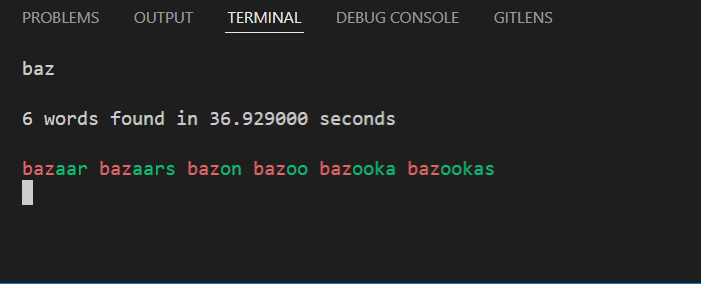 PROBLEMS OUTPUT TERMINAL DEBUG CONSOLE GITLENS
baz
6 words found in 36.929000 seconds
bazaar bazaars bazon bazoo bazooka bazookas